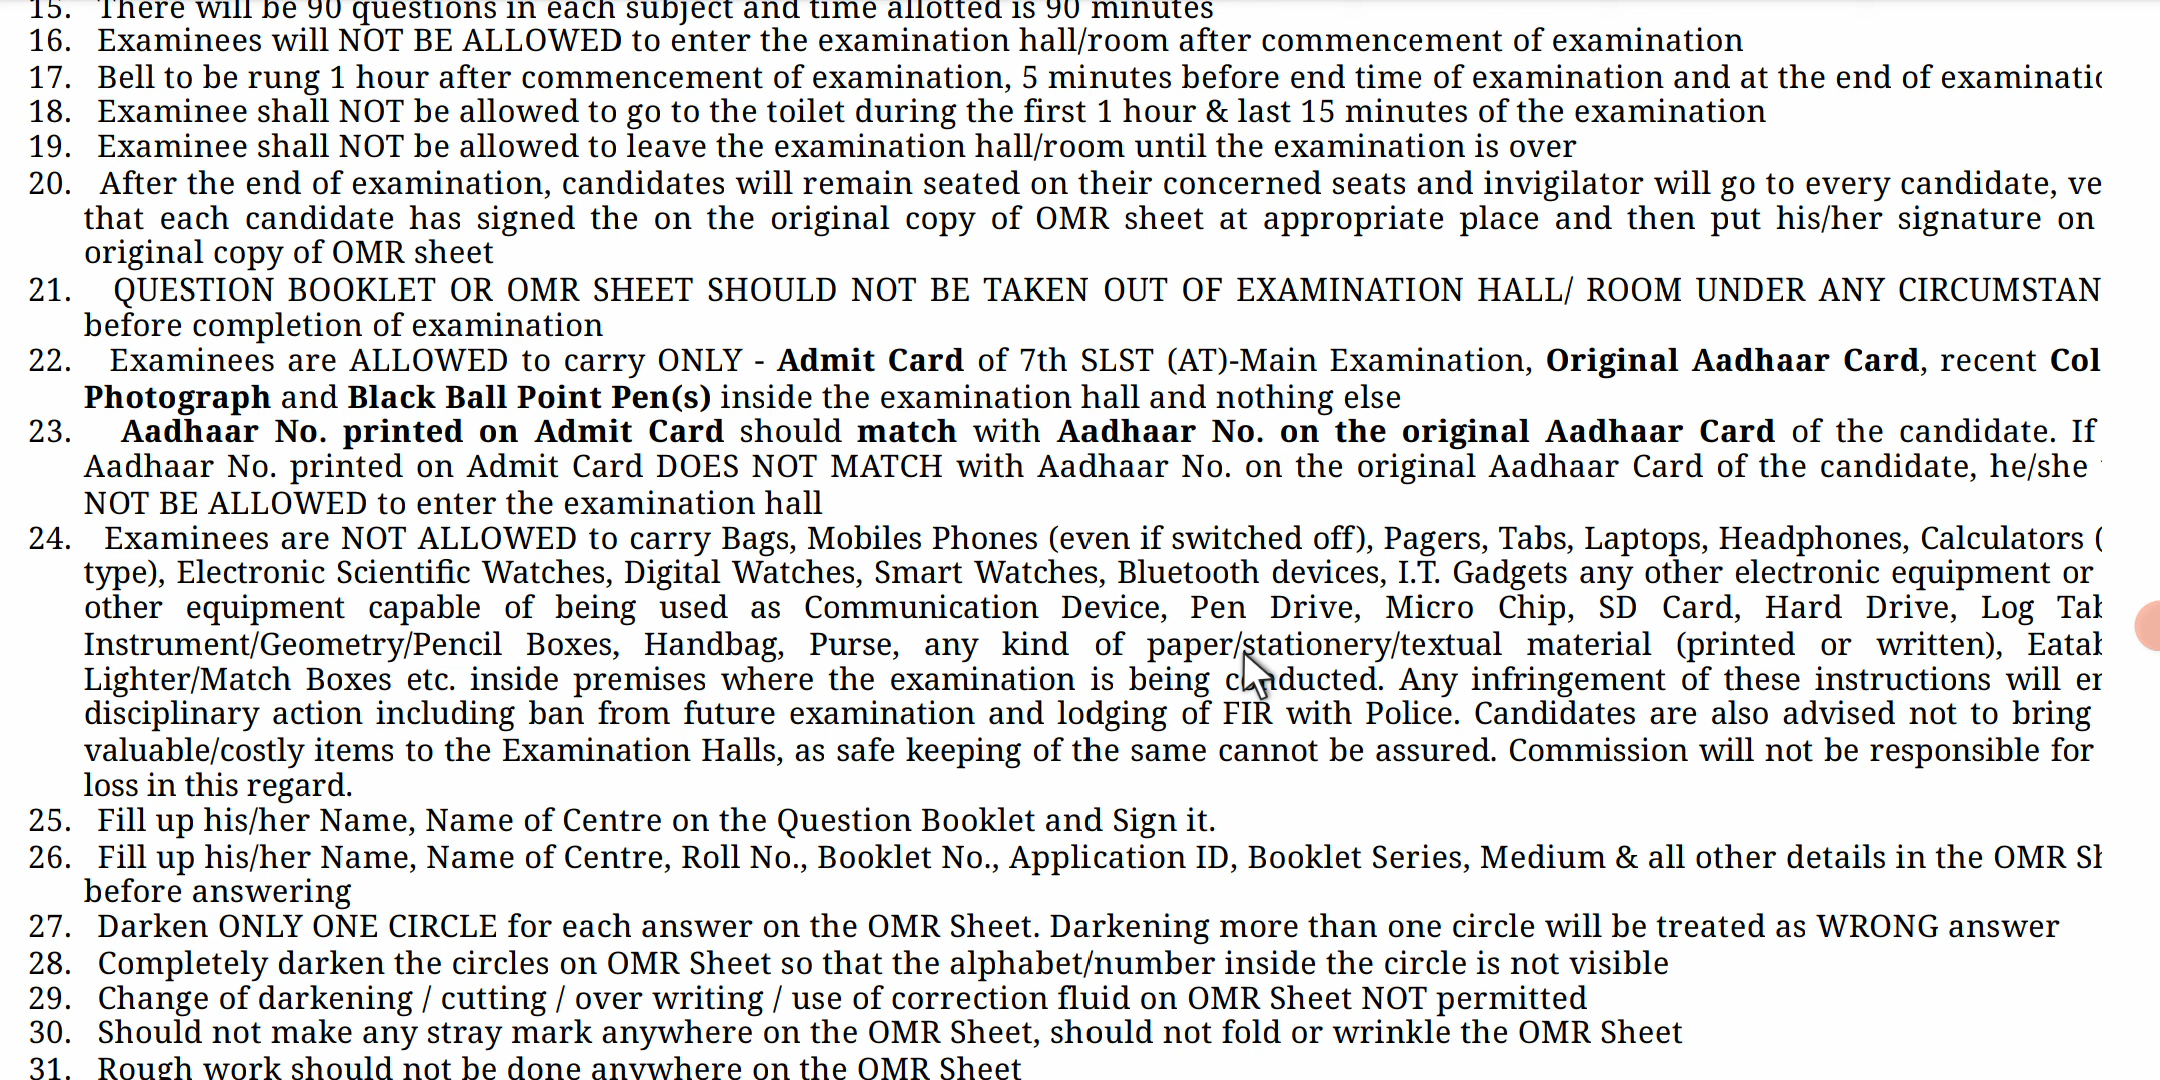 15. There will be 90 questions in each subject and time allotted is 90 minutes
16. Examinees will NOT BE ALLOWED to enter the examination hall/room after commencement of examination
17. Bell to be rung 1 hour after commencement of examination, 5 minutes before end time of examination and at the end of
18. Examinee shall NOT be allowed to go to the toilet during the first 1 hour & last 15 minutes of the examination
19. Examinee shall NOT be allowed to leave the examination hall/room until the examination is over
20. After the end of examination, candidates will remain seated on their concerned seats and invigilator will go to every candidate,
that each candidate has signed the on the original copy of OMR sheet at appropriate place and then put his/her signature on
original copy of OMR sheet
21. QUESTION BOOKLET OR OMR SHEET SHOULD NOT BE TAKEN OUT OF EXAMINATION HALL/ ROOM UNDER ANY
before completion of examination
22. Examinees are ALLOWED to carry ONLY - Admit Card of 7th SLST (AT)-Main Examination, Original Aadhaar Card, recent
Photograph and Black Ball Point Pen(s) inside the examination hall and nothing else
23. Aadhaar No. printed on Admit Card should match with Aadhaar No. on the original Aadhaar Card of the candidate. If
Aadhaar No. printed on Admit Card DOES NOT MATCH with Aadhaar No. on the original Aadhaar Card of the candidate, he/she
NOT BE ALLOWED to enter the examination hall
24. Examinees are NOT ALLOWED to carry Bags, Mobiles Phones (even if switched off), Pagers, Tabs, Laptops, Headphones, Calculators (
type), Electronic Scientific Watches, Digital Watches, Smart Watches, Bluetooth devices, I.T. Gadgets any other electronic equipment or
other equipment capable of being used as Communication Device, Pen Drive, Micro Chip, SD Card, Hard Drive, Log
Instrument/Geometry/Pencil Boxes, Handbag, Purse, any kind of paper/stationery/textual material (printed or written),
Lighter/Match Boxes etc. inside premises where the examination is being conducted. Any infringement of these instructions will
disciplinary action including ban from future examination and lodging of FIR with Police. Candidates are also advised not to bring
valuable/costly items to the Examination Halls, as safe keeping of the same cannot be assured. Commission will not be responsible for
loss in this regard.
25. Fill up his/her Name, Name of Centre on the Question Booklet and Sign it.
26. Fill up his/her Name, Name of Centre, Roll No., Booklet No., Application ID, Booklet Series, Medium & all other details in the OMR
before answering
27. Darken ONLY ONE CIRCLE for each answer on the OMR Sheet. Darkening more than one circle will be treated as WRONG answer
28. Completely darken the circles on OMR Sheet so that the alphabet/number inside the circle is not visible
29. Change of darkening / cutting / over writing / use of correction fluid on OMR Sheet NOT permitted
30. Should not make any stray mark anywhere on the OMR Sheet, should not fold or wrinkle the OMR Sheet
31. Rough work should not be done anywhere on the OMR Sheet